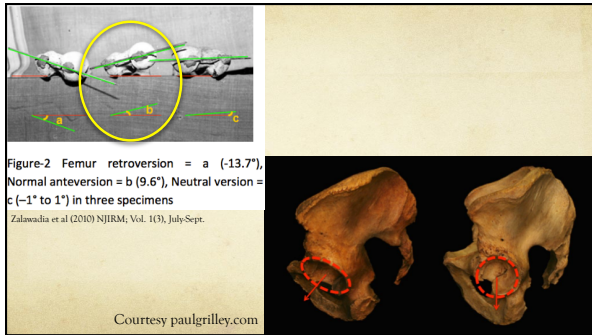 a
b
c
Figure-2 Femur retroversion = a (-13.7°),
Normal anteversion = b (9.6°), Neutral version =
c (–1° to 1°) in three specimens
Zalawadia et al (2010) NJIRM; Vol. 1(3), July-Sept.
Courtesy paulgrilley.com